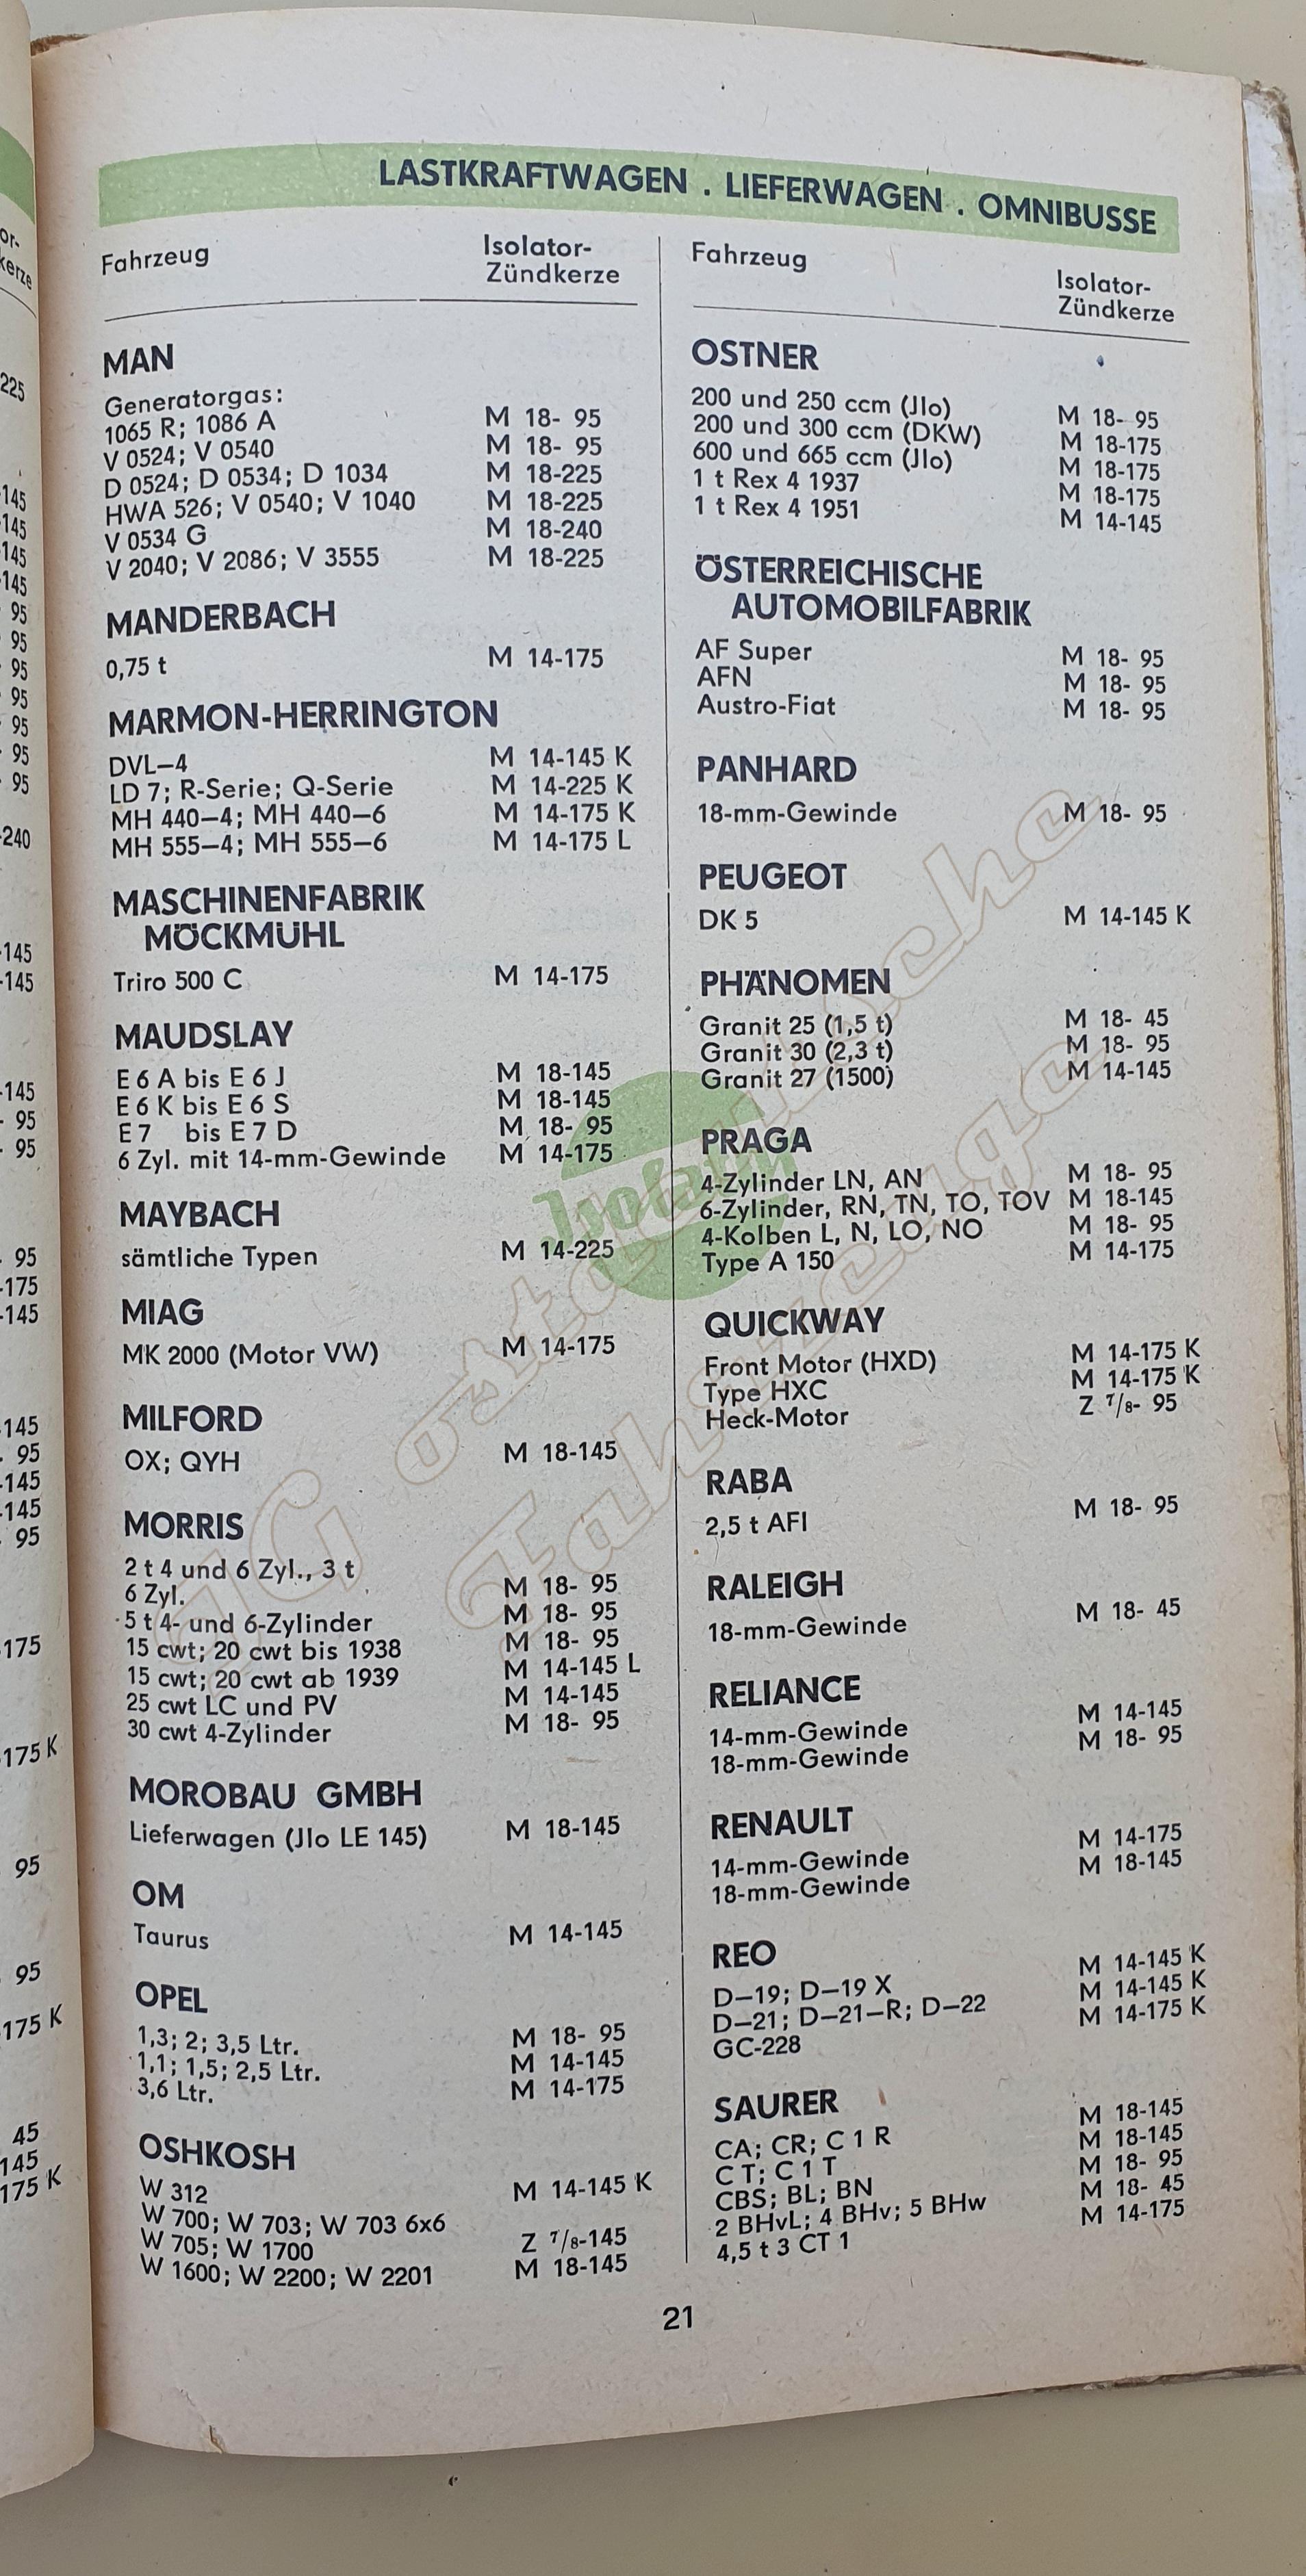 LASTKRAFTWAGEN . LIEFERWAGEN . OMNIBUSSE
Fahrzeug Isolator-Zündkerze
MAN
Generatorgas:
1065 R; 1086 A M 18- 95
V 0524; V 0540 M 18- 95
D 0524; D 0534; D 1034 M 18-225
HWA 526; V 0540; V 1040 M 18-225
V 0534 G M 18-240
V 2040; V 2086; V 3555 M 18-225
MANDERBACH
0,75 t M 14-175
MARMON-HERRINGTON
DVL–4 M 14-145 K
LD 7; R-Serie; Q-Serie M 14-225 K
MH 440–4; MH 440–6 M 14-175 K
MH 555–4; MH 555–6 M 14-175 L
MASCHINENFABRIK
MÖCKMÜHL
Triro 500 C M 14-175
MAUDSLAY
E 6 A bis E 6 J M 18-145
E 6 K bis E 6 S M 18-145
E 7 bis E 7 D M 18- 95
6 Zyl. mit 14-mm-Gewinde M 14-175
MAYBACH
sämtliche Typen M 14-225
MIAG
MK 2000 (Motor VW) M 14-175
MILFORD
OX; QYH M 18-145
MORRIS
2 t 4 und 6 Zyl., 3 t
6 Zyl. M 18- 95
5 t 4- und 6-Zylinder M 18- 95
15 cwt; 20 cwt bis 1938 M 18- 95
15 cwt; 20 cwt ab 1939 M 14-145 L
25 cwt LC und PV M 14-145
30 cwt 4-Zylinder M 18- 95
MOROBAU GMBH
Lieferwagen (Jlo LE 145) M 18-145
OM
Taurus M 14-145
OPEL
1,3; 2; 3,5 Ltr. M 18- 95
1,1; 1,5; 2,5 Ltr. M 14-145
3,6 Ltr. M 14-175
OSHKOSH
W 312 M 14-145 K
W 700; W 703; W 703 6x6
W 705; W 1700 Z 7/8-145
W 1600; W 2200; W 2201 M 18-145
Fahrzeug Isolator-Zündkerze
OSTNER
200 und 250 ccm (Jlo) M 18- 95
200 und 300 ccm (DKW) M 18-175
600 und 665 ccm (Jlo) M 18-175
1 t Rex 4 1937 M 18-175
1 t Rex 4 1951 M 14-145
ÖSTERREICHISCHE
AUTOMOBILFABRIK
AF Super M 18- 95
AFN M 18- 95
Austro-Fiat M 18- 95
PANHARD
18-mm-Gewinde M 18- 95
PEUGEOT
DK 5 M 14-145 K
PHÄNOMEN
Granit 25 (1,5 t) M 18- 45
Granit 30 (2,3 t) M 18- 95
Granit 27 (1500) M 14-145
PRAGA
4-Zylinder LN, AN M 18- 95
6-Zylinder, RN, TN, TO, TOV M 18-145
4-Kolben L, N, LO, NO M 18- 95
Type A 150 M 14-175
QUICKWAY
Front Motor (HXD) M 14-175 K
Type HXC M 14-175 K
Heck-Motor Z 7/8- 95
RABA
2,5 t AFI M 18- 95
RALEIGH
18-mm-Gewinde M 18- 45
RELIANCE
14-mm-Gewinde M 14-145
18-mm-Gewinde M 18- 95
RENAULT
14-mm-Gewinde M 14-175
18-mm-Gewinde M 18-145
REO
D–19; D–19 X M 14-145 K
D–21; D–21–R; D–22 M 14-145 K
GC-228 M 14-175 K
SAURER
CA; CR; C 1 R M 18-145
C T; C 1 T M 18-145
CBS; BL; BN M 18- 95
2 BHvL; 4 BHv; 5 BHw M 18- 45
4,5 t 3 CT 1 M 14-175
Isolator
IG ostdeutsche
Fahrzeuge
21